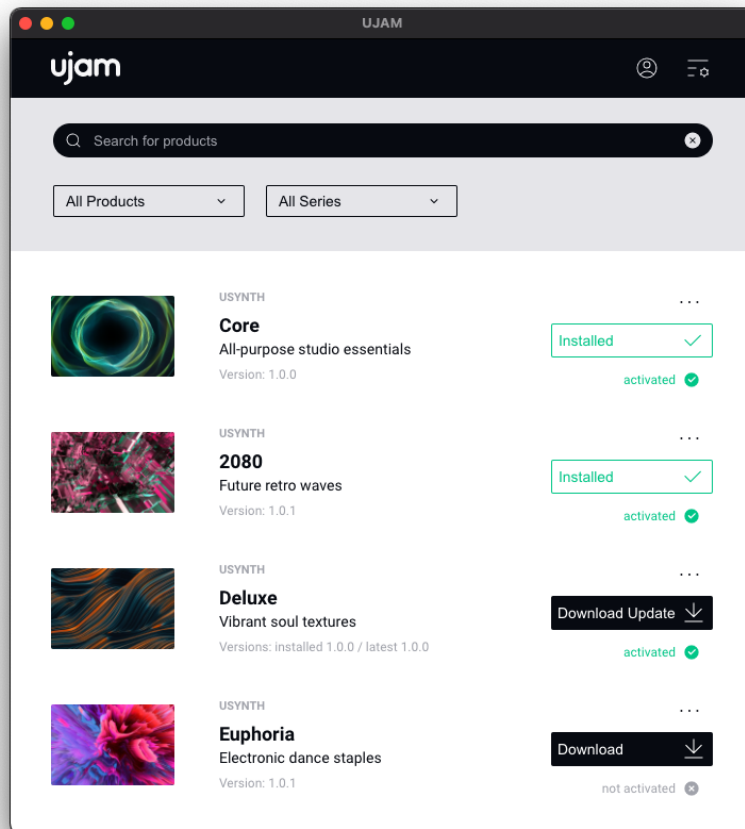 UJAM
ujam
Search for products
All Products
All Series
USYNTH
...
Core
All-purpose studio essentials
Installed
Version: 1.0.0
activated
USYNTH
...
2080
Future retro waves
Installed
Version: 1.0.1
activated
USYNTH
...
Deluxe
Vibrant soul textures
Download Update
Versions: installed 1.0.0 / latest 1.0.0
activated
USYNTH
...
Euphoria
Electronic dance staples
Download
Version: 1.0.1
not activated